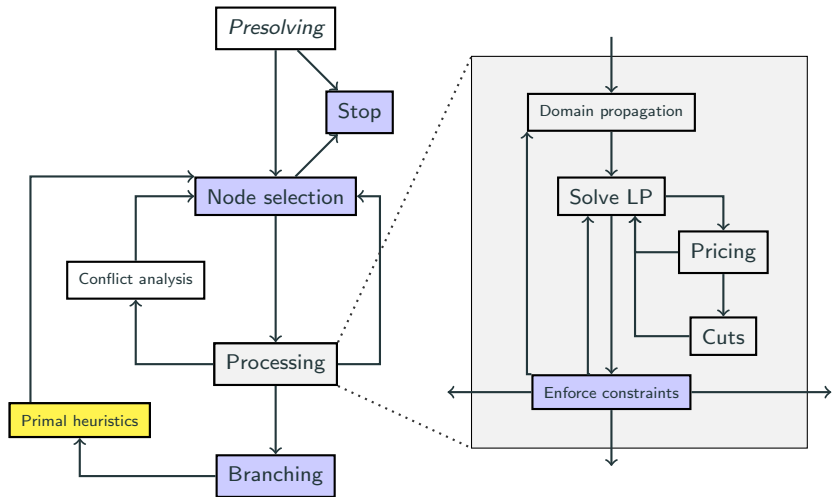 Presolving
Stop
Node selection
Conflict analysis
Processing
Primal heuristics
Branching
Domain propagation
Solve LP
Pricing
Cuts
Enforce constraints